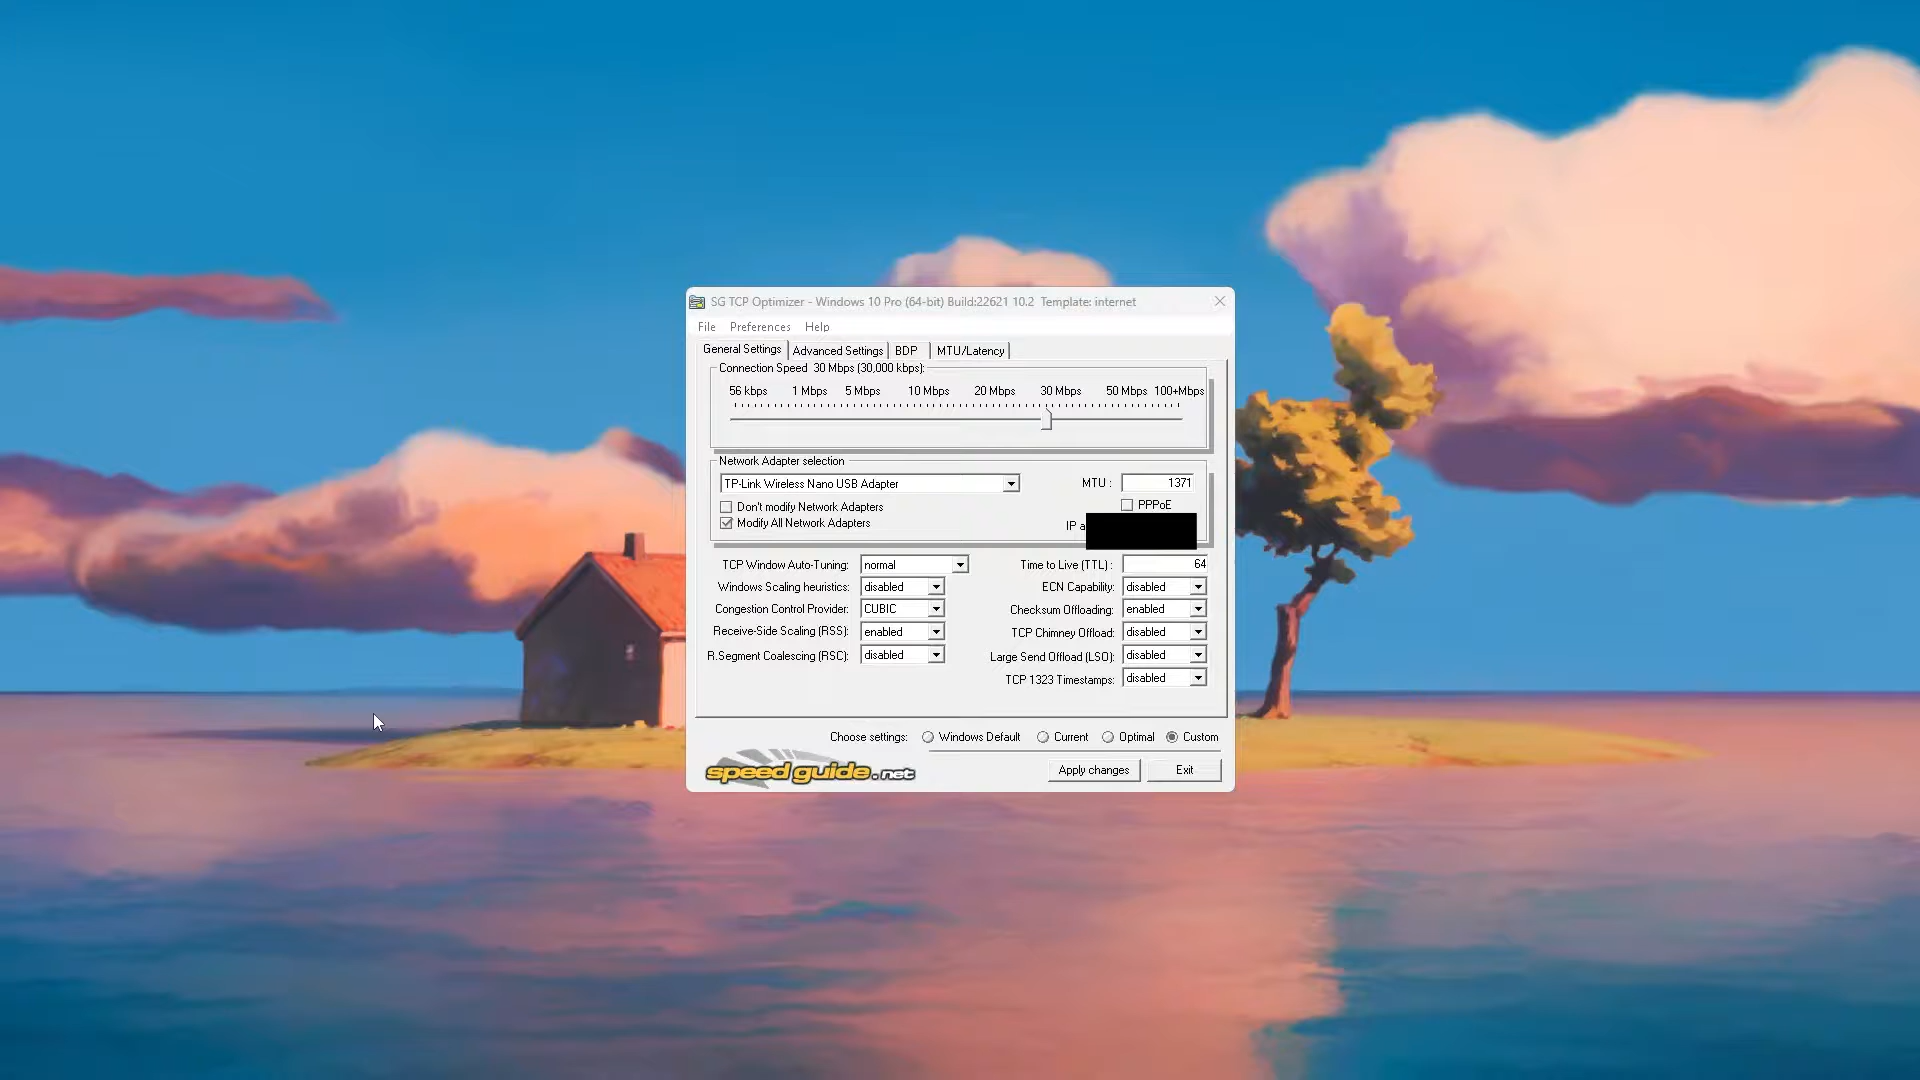 SG TCP Optimizer - Windows 10 Pro (64-bit) Build:22621 10.2  Template: internet
File Preferences Help
General Settings Advanced Settings BDP MTU/Latency
Connection Speed  30 Mbps (30,000 kbps):
56 kbps 1 Mbps 5 Mbps 10 Mbps 20 Mbps 30 Mbps 50 Mbps 100+Mbps
Network Adapter selection
TP-Link Wireless Nano USB Adapter
MTU : 1371
Don't modify Network Adapters
PPPoE
Modify All Network Adapters
IP a
TCP Window Auto-Tuning: normal
Time to Live (TTL) : 64
Windows Scaling heuristics: disabled
ECN Capability: disabled
Congestion Control Provider: CUBIC
Checksum Offloading: enabled
Receive-Side Scaling (RSS): enabled
TCP Chimney Offload: disabled
R.Segment Coalescing (RSC): disabled
Large Send Offload (LSO): disabled
TCP 1323 Timestamps: disabled
Choose settings: Windows Default Current Optimal Custom
speed guide.net
Apply changes Exit